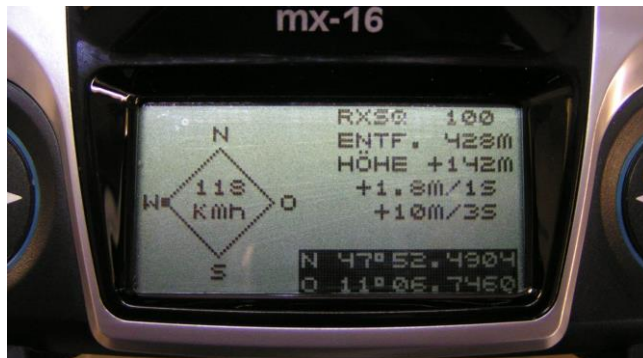 mx-16
N
W
118
Kmh
O
S
RXSQ 100
ENTF. 428m
HÖHE +142m
+1.8m/1S
+10m/3S
N 47°52.4904
O 11°06.7460